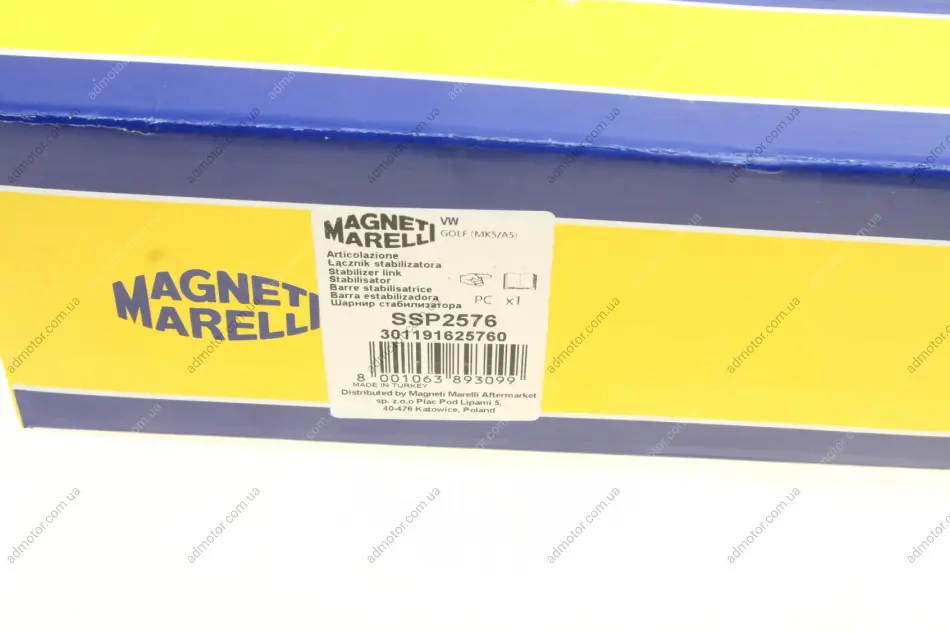 MAGNETI
MARELLI
MAGNETI
MARELLI
VW
GOLF (MK5/A5)
Articolazione
Łącznik stabilizatora
Stabilizer link
Stabilisator
Barre stabilisatrice
Barra estabilizadora
Шарнир стабилизатора
PC x1
SSP2576
301191625760
8 001063 893099
MADE IN TURKEY
Distributed by Magneti Marelli Aftermarket
sp. z.o.o Plac Pod Lipami 5,
40-476 Katowice, Poland
admotor.com.ua